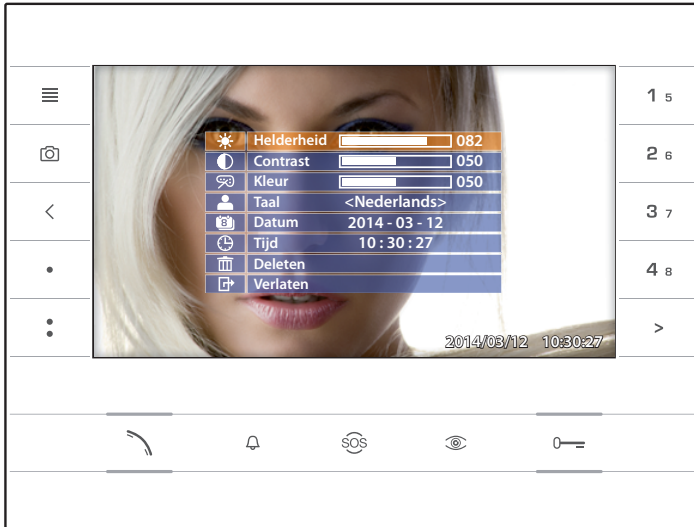 Helderheid 082
Contrast 050
Kleur 050
8 Taal <Nederlands>
Datum 2014 - 03 - 12
Tijd 10 : 30 : 27
Deleten
Verlaten
2014/03/12 10:30:27
1 5
2 6
< 3 7
4 8
>
SOS